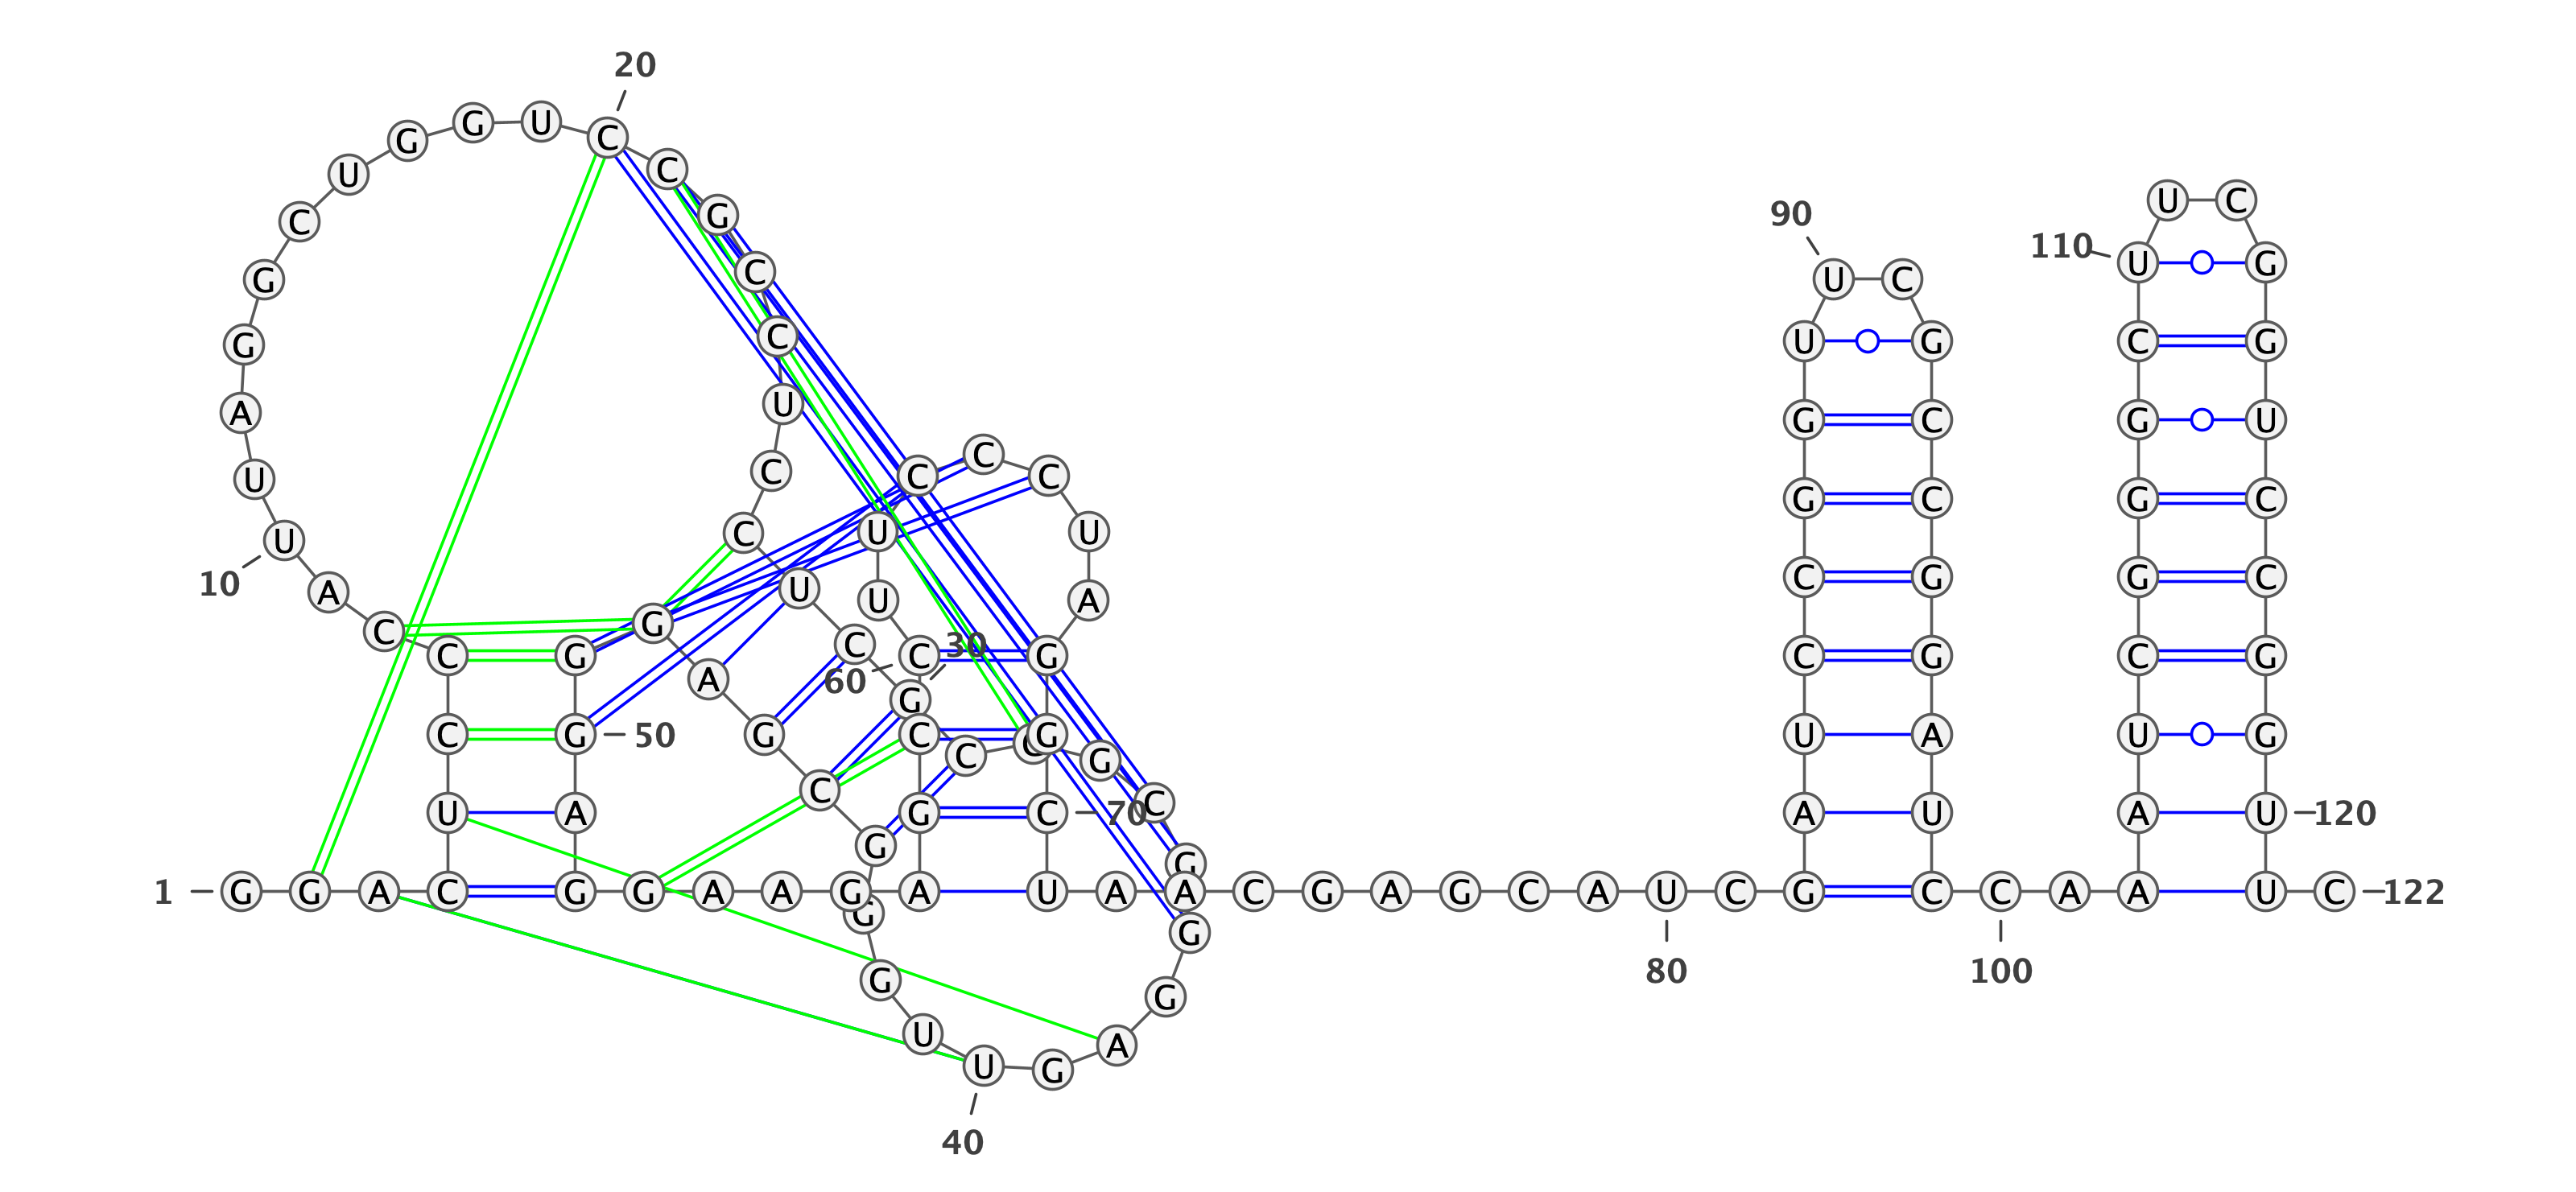 20
G G U C
U C
U C
C G 90
110 U G
G C U C
G C U G C G
A U G C G U
C
U C C C G C G C
U C U U
10 A U U A C G G C
C G C G C C 30 G C G C G
A 60 G
C G 50 G C G U A U G
C C G
C C
U A G C 70 A U A U 120
G G
1 G G A C G G A A G A U A A C G A G C A U C G C C A A U C 122
G G
80 100
G G
U A
U G
40